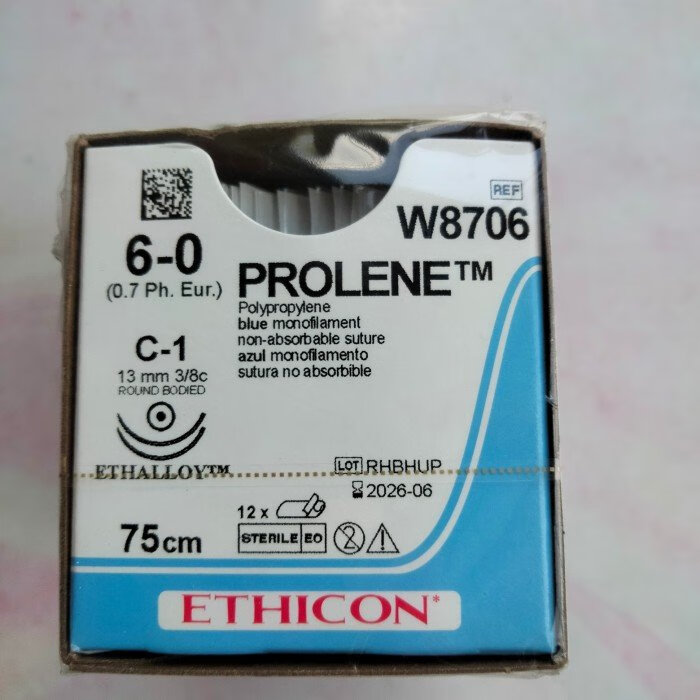 REF
W8706
6-0
(0.7 Ph. Eur.)
PROLENE™
Polypropylene
blue monofilament
non-absorbable suture
azul monofilamento
sutura no absorbible
C-1
13 mm 3/8c
ROUND BODIED
ETHALLOY™
LOT RHBHUP
2026-06
12 x
75cm
STERILE EO
2
ETHICON*